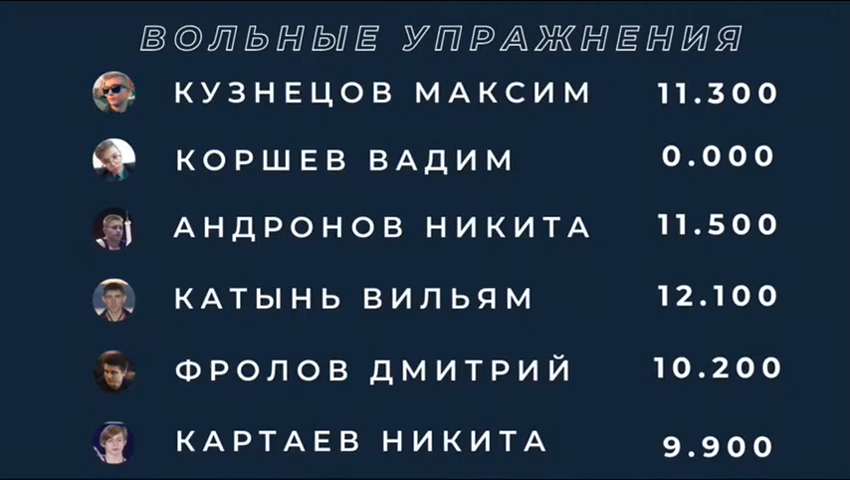 ВОЛЬНЫЕ УПРАЖНЕНИЯ
КУЗНЕЦОВ МАКСИМ 11.300
КОРШЕВ ВАДИМ 0.000
АНДРОНОВ НИКИТА 11.500
КАТЫНЬ ВИЛЬЯМ 12.100
ФРОЛОВ ДМИТРИЙ 10.200
КАРТАЕВ НИКИТА 9.900